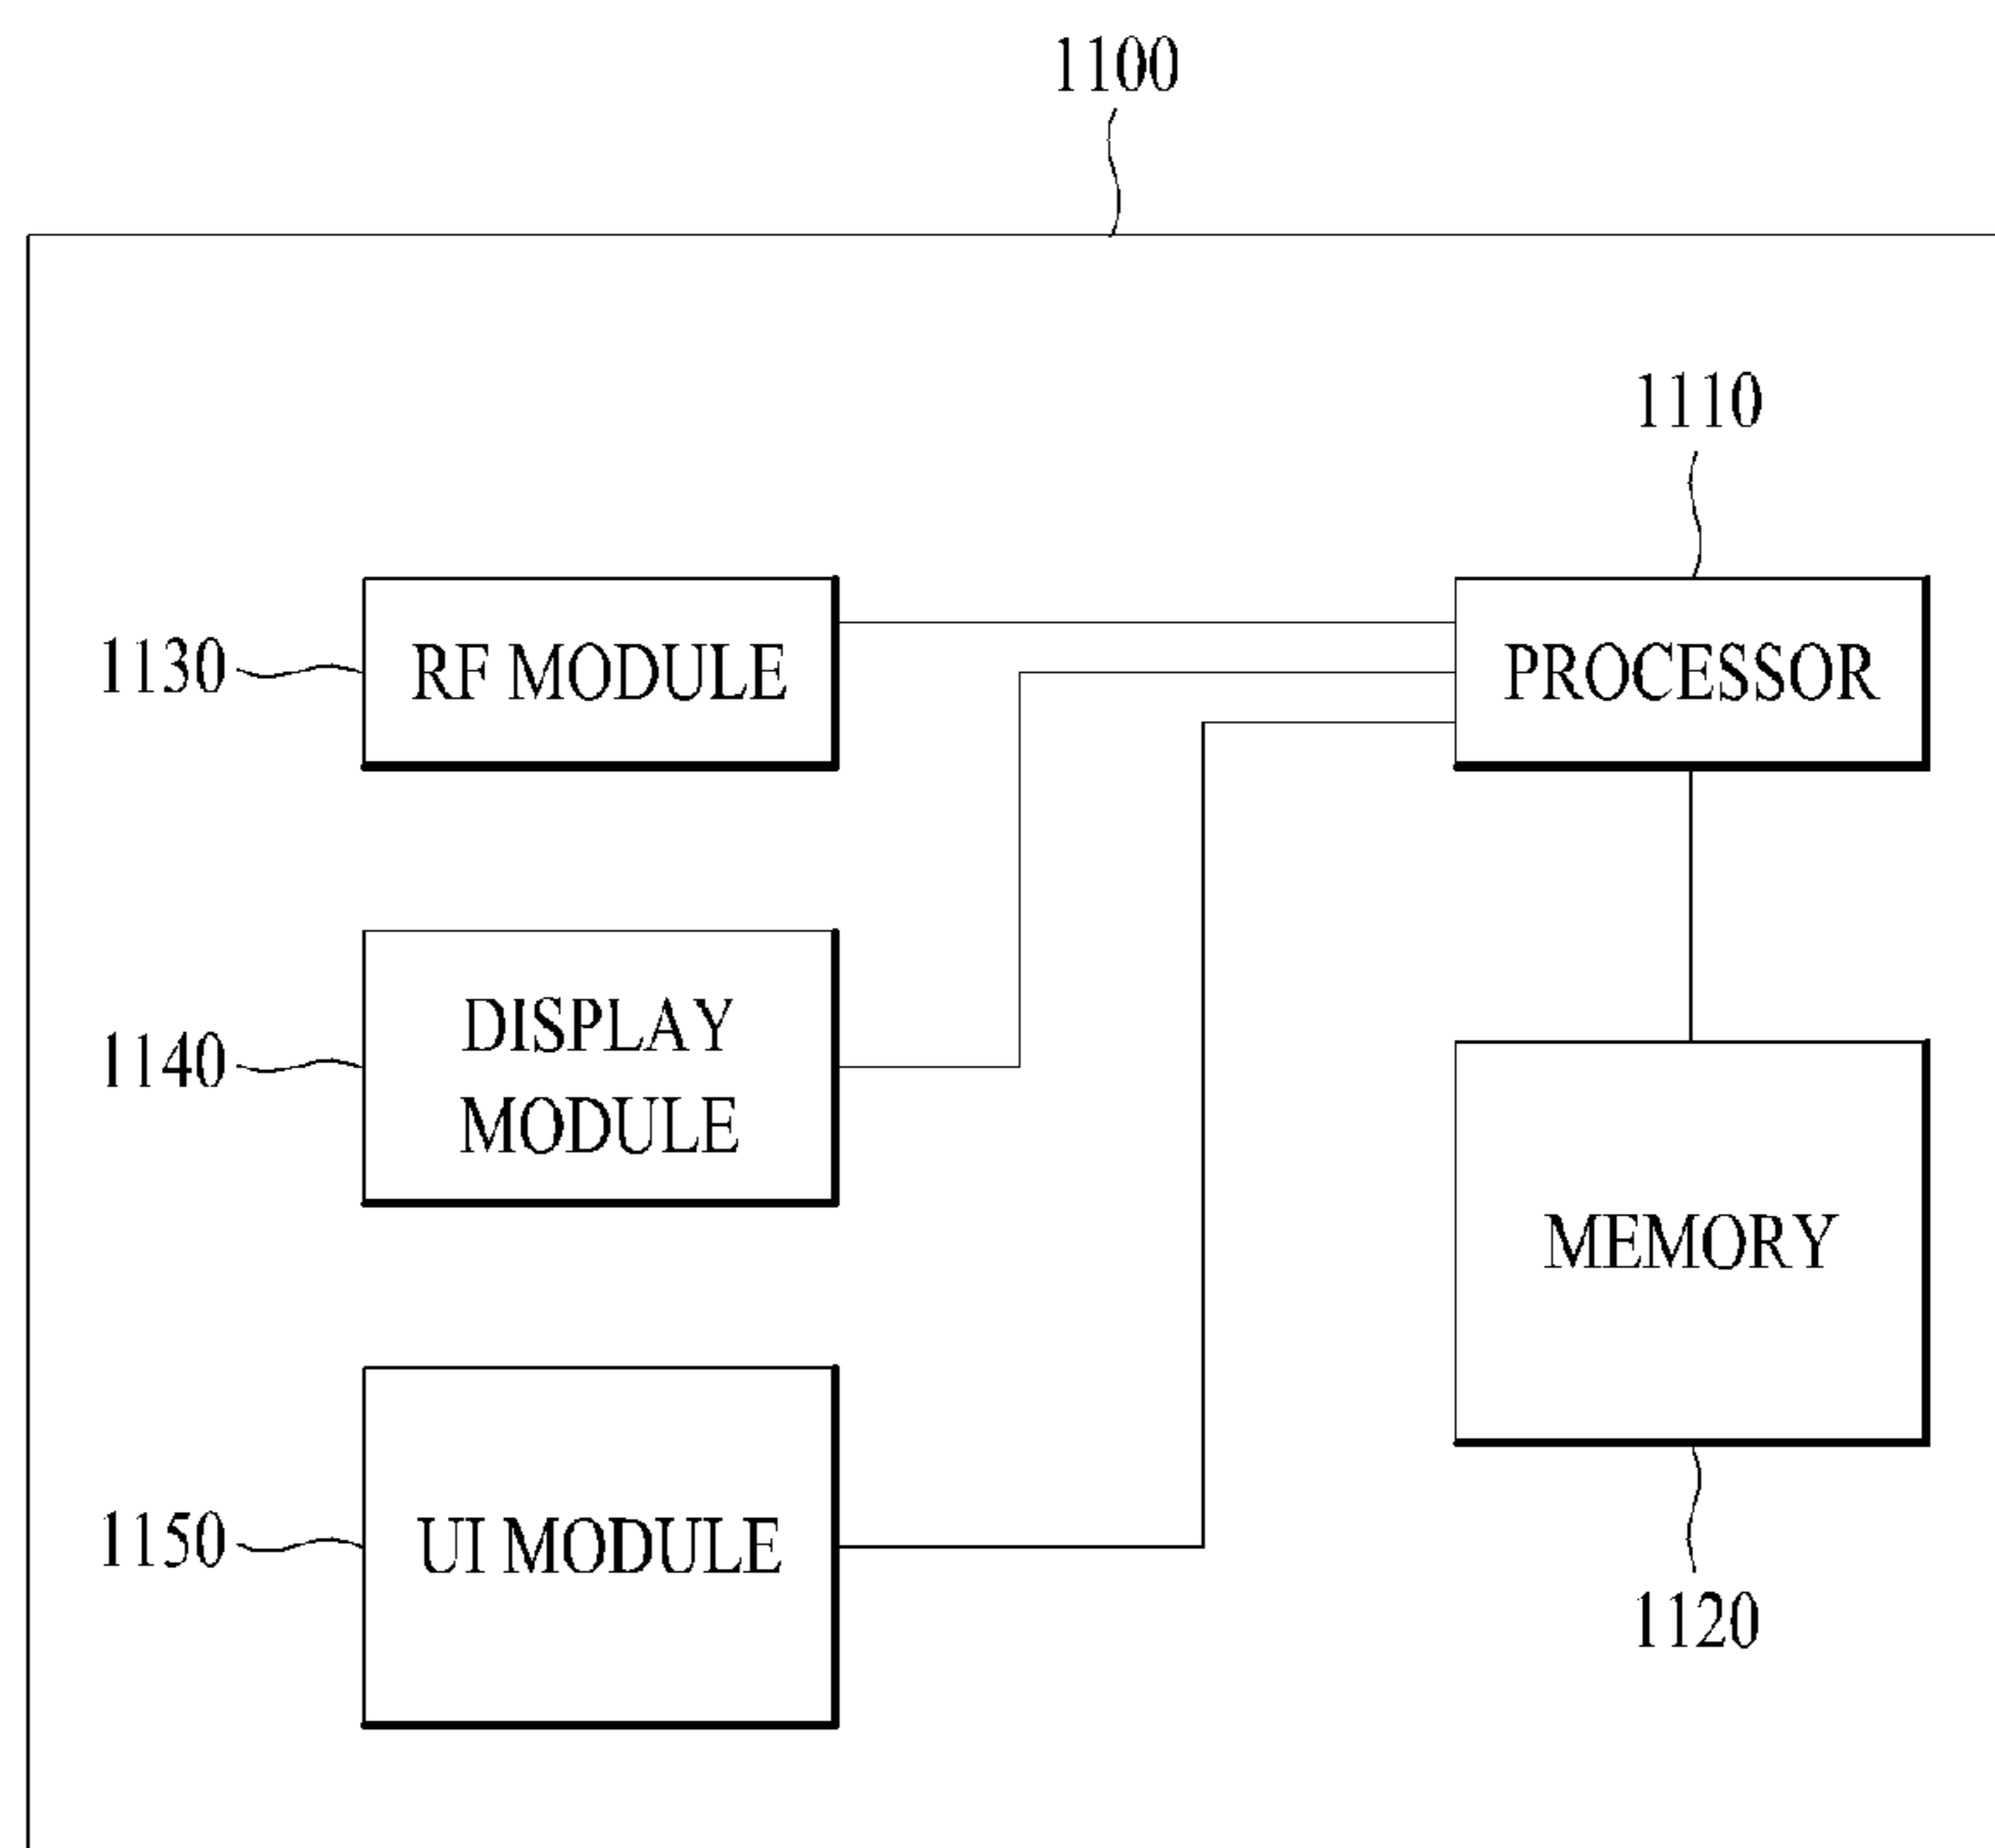 1100
1110
1130
RF MODULE
PROCESSOR
1140
DISPLAY
MODULE
MEMORY
1150
UI MODULE
1120